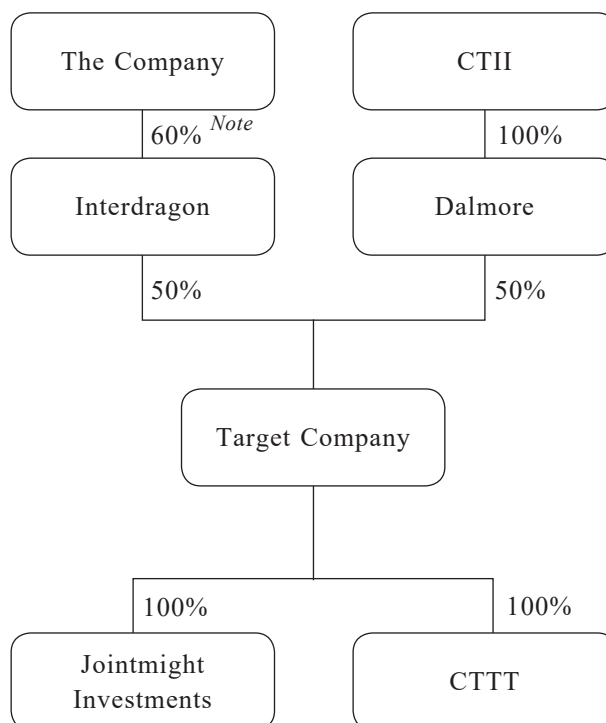 The Company
CTII
60% Note
100%
Interdragon
Dalmore
50%
50%
Target Company
100%
100%
Jointmight
Investments
CTTT